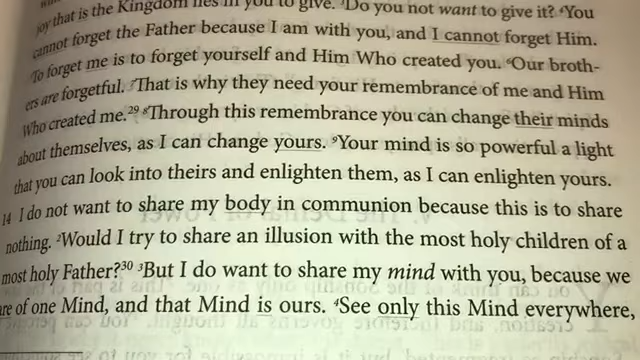 joy that is the Kingdom lies in you to give. ³Do you not want to give it? ⁴You
cannot forget the Father because I am with you, and I cannot forget Him.
⁵To forget me is to forget yourself and Him Who created you. ⁶Our broth-
ers are forgetful. ⁷That is why they need your remembrance of me and Him
Who created me.²⁹ ⁸Through this remembrance you can change their minds
about themselves, as I can change yours. ⁹Your mind is so powerful a light
that you can look into theirs and enlighten them, as I can enlighten yours.
14 I do not want to share my body in communion because this is to share
nothing. ²Would I try to share an illusion with the most holy children of a
most holy Father?³⁰ ³But I do want to share my mind with you, because we
are of one Mind, and that Mind is ours. ⁴See only this Mind everywhere,